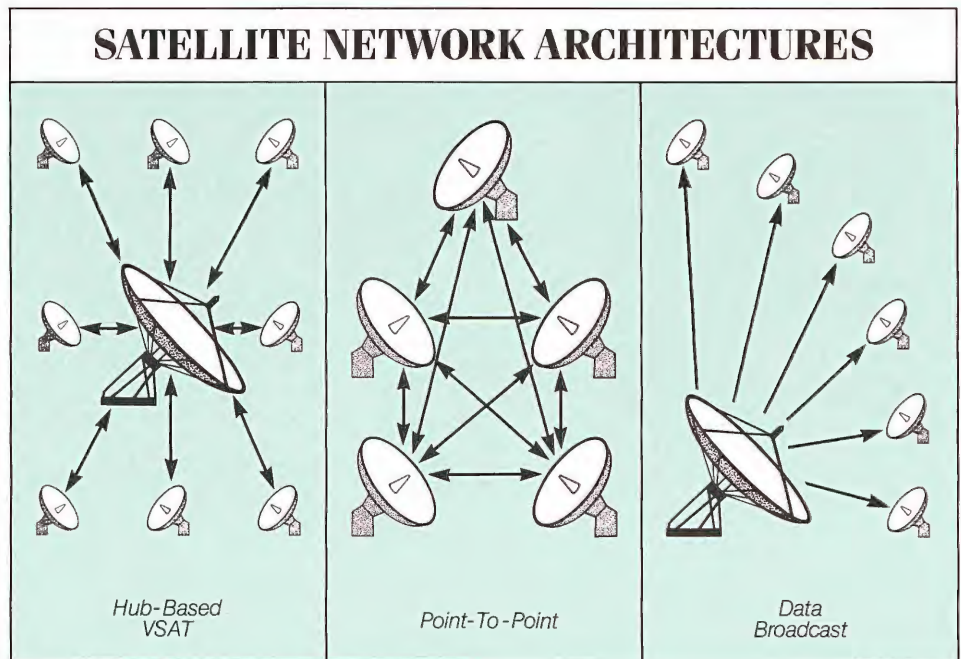 SATELLITE NETWORK ARCHITECTURES
Hub-Based
VSAT
Point-To-Point
Data
Broadcast